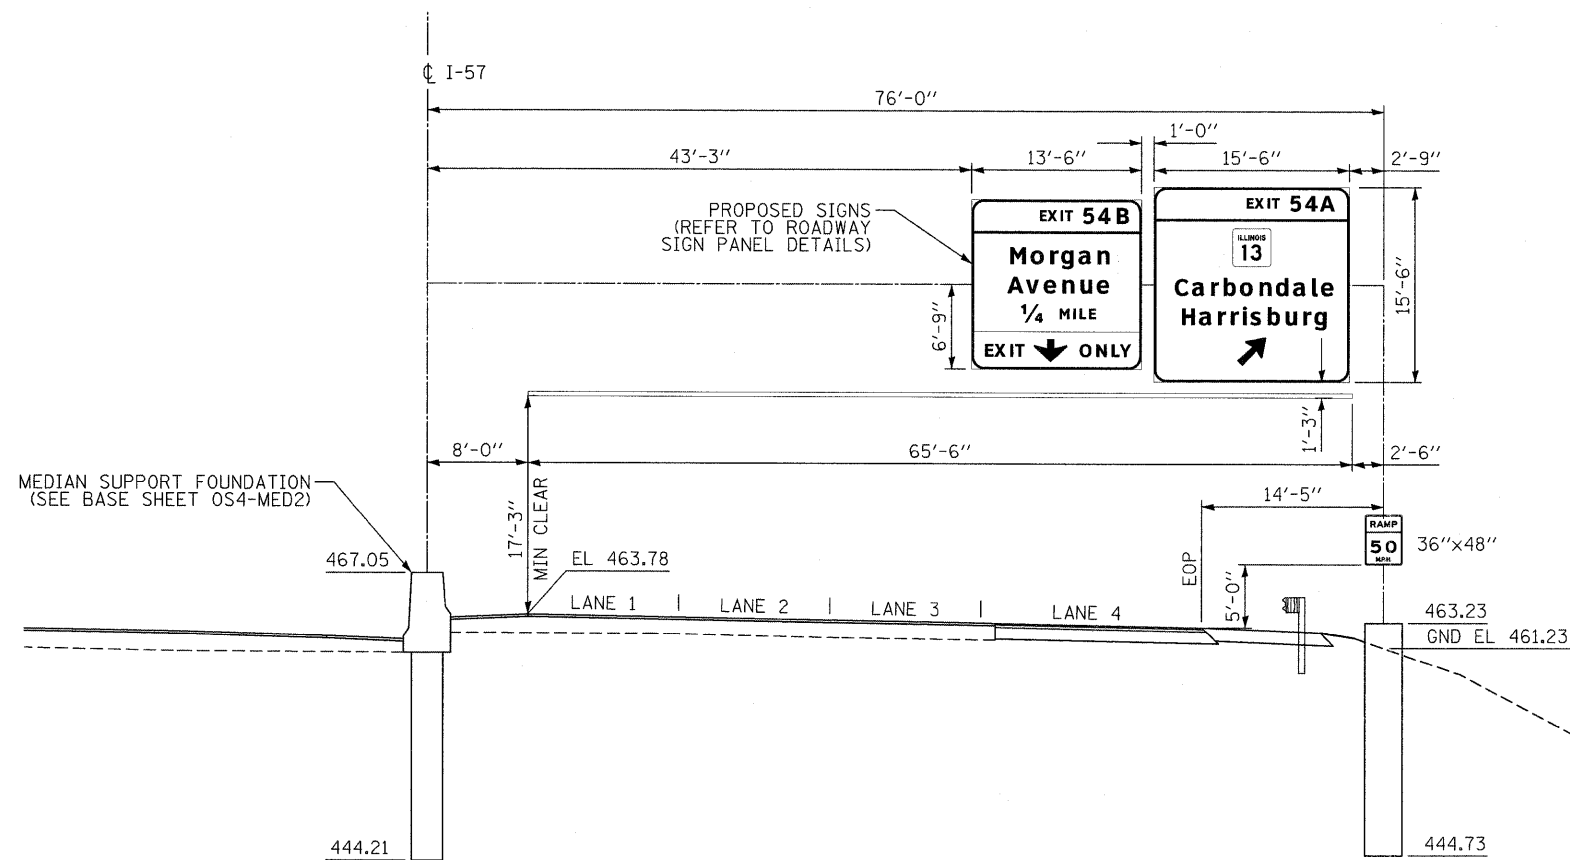 ℄ I-57
76'-0"
1'-0"
43'-3"
13'-6"
15'-6"
2'-9"
PROPOSED SIGNS
(REFER TO ROADWAY
SIGN PANEL DETAILS)
EXIT 54B
Morgan
Avenue
1/4 MILE
EXIT ONLY
EXIT 54A
ILLINOIS
13
Carbondale
Harrisburg
15'-6"
6'-9"
1'-3"
8'-0"
65'-6"
2'-6"
MEDIAN SUPPORT FOUNDATION
(SEE BASE SHEET OS4-MED2)
17'-3"
MIN CLEAR
14'-5"
RAMP
50
MPH
36"x48"
467.05
EL 463.78
EOP
5'-0"
LANE 1
LANE 2
LANE 3
LANE 4
463.23
GND EL 461.23
444.21
444.73